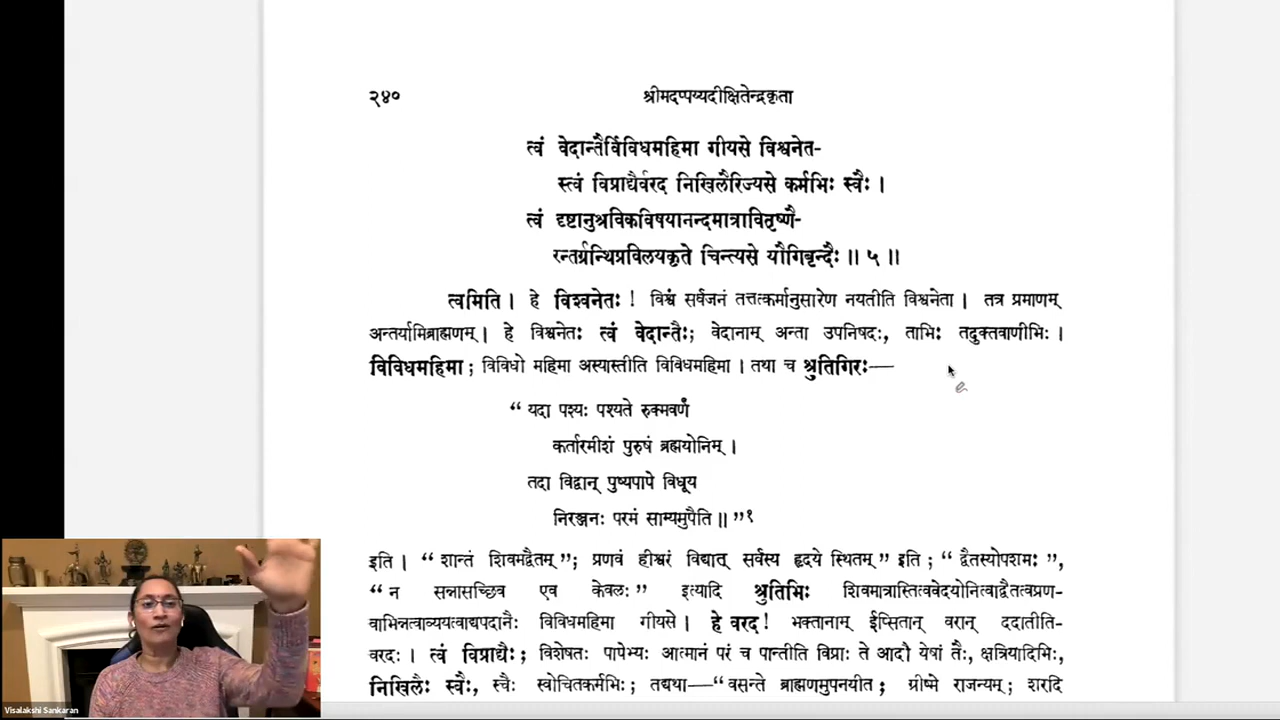 २४० श्रीमदप्पय्यदीक्षितेन्द्रकृता
त्वं वेदान्तैर्विविधमहिमा गीयसे विश्वनेत-
स्त्वं विप्राद्यैर्वरद निखिलैरिज्यसे कर्मभिः स्वैः ।
त्वं दृष्टानुश्रविकविषयानन्दमात्रावितृष्णै-
रन्तर्ग्रन्थिप्रविलयकृते चिन्त्यसे योगिबृन्दैः ॥ ५ ॥
त्वमिति । हे विश्वनेतः ! विश्वं सर्वजनं तत्तत्कर्मानुसारेण नयतीति विश्वनेता । तत्र प्रमाणम्
अन्तर्यामिब्राह्मणम् । हे विश्वनेतः त्वं वेदान्तैः; वेदानाम् अन्ता उपनिषदः, ताभिः तदुक्तवाणीभिः ।
विविधमहिमा ; विविधो महिमा अस्यास्तीति विविधमहिमा । तथा च श्रुतिगिरः—
“ यदा पश्यः पश्यते रुक्मवर्णं
कर्तारमीशं पुरुषं ब्रह्मयोनिम् ।
तदा विद्वान् पुण्यपापे विधूय
निरञ्जनः परमं साम्यमुपैति ॥ ”१
इति । “ शान्तं शिवमद्वैतम् ”; प्रणवं हीश्वरं विद्यात् सर्वस्य हृदये स्थितम् ” इति ; “ द्वैतस्योपशमः ”,
“ न सन्नासच्छिव एव केवलः ” इत्यादि श्रुतिभिः शिवमात्रास्तित्ववेदयोनित्वाद्वैतत्वप्रण-
वाभिन्नत्वाव्ययत्वाद्यपदानैः विविधमहिमा गीयसे । हे वरद ! भक्तानाम् ईप्सितान् वरान् ददातीति-
वरदः । त्वं विप्राद्यैः ; विशेषतः पापेभ्यः आत्मानं परं च पान्तीति विप्राः ते आदौ येषां तैः, क्षत्रियादिभिः,
निखिलैः स्वैः, स्वैः स्वोचितकर्मभिः ; तद्यथा—“ वसन्ते ब्राह्मणमुपनयीत ; ग्रीष्मे राजन्यम् ; शरदि
Visalakshi Sankaran